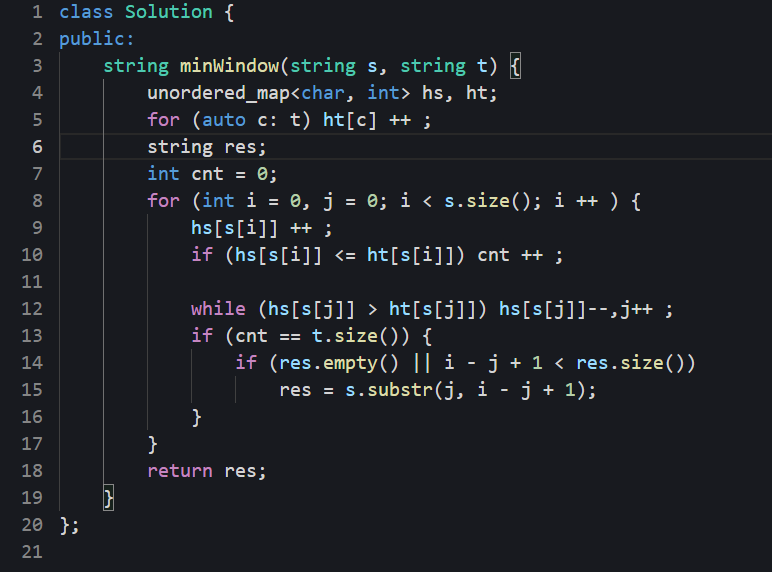 1 class Solution {
2 public:
3     string minWindow(string s, string t) {
4         unordered_map<char, int> hs, ht;
5         for (auto c: t) ht[c] ++ ;
6         string res;
7         int cnt = 0;
8         for (int i = 0, j = 0; i < s.size(); i ++ ) {
9             hs[s[i]] ++ ;
10             if (hs[s[i]] <= ht[s[i]]) cnt ++ ;
11
12             while (hs[s[j]] > ht[s[j]]) hs[s[j]]--,j++ ;
13             if (cnt == t.size()) {
14                 if (res.empty() || i - j + 1 < res.size())
15                     res = s.substr(j, i - j + 1);
16             }
17         }
18         return res;
19     }
20 };
21